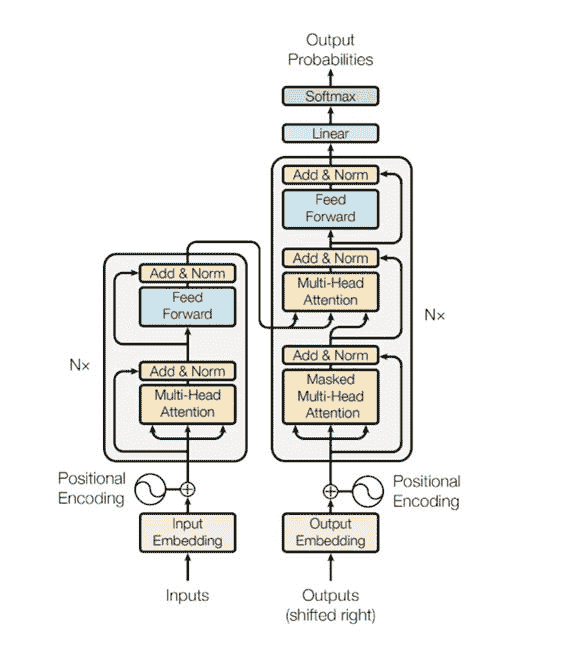 Output
Probabilities
Softmax
Linear
Add & Norm
Feed
Forward
Add & Norm
Multi-Head
Attention
Add & Norm
Masked
Multi-Head
Attention
Nx
Positional
Encoding
Output
Embedding
Outputs
(shifted right)
Add & Norm
Feed
Forward
Add & Norm
Multi-Head
Attention
Nx
Positional
Encoding
Input
Embedding
Inputs